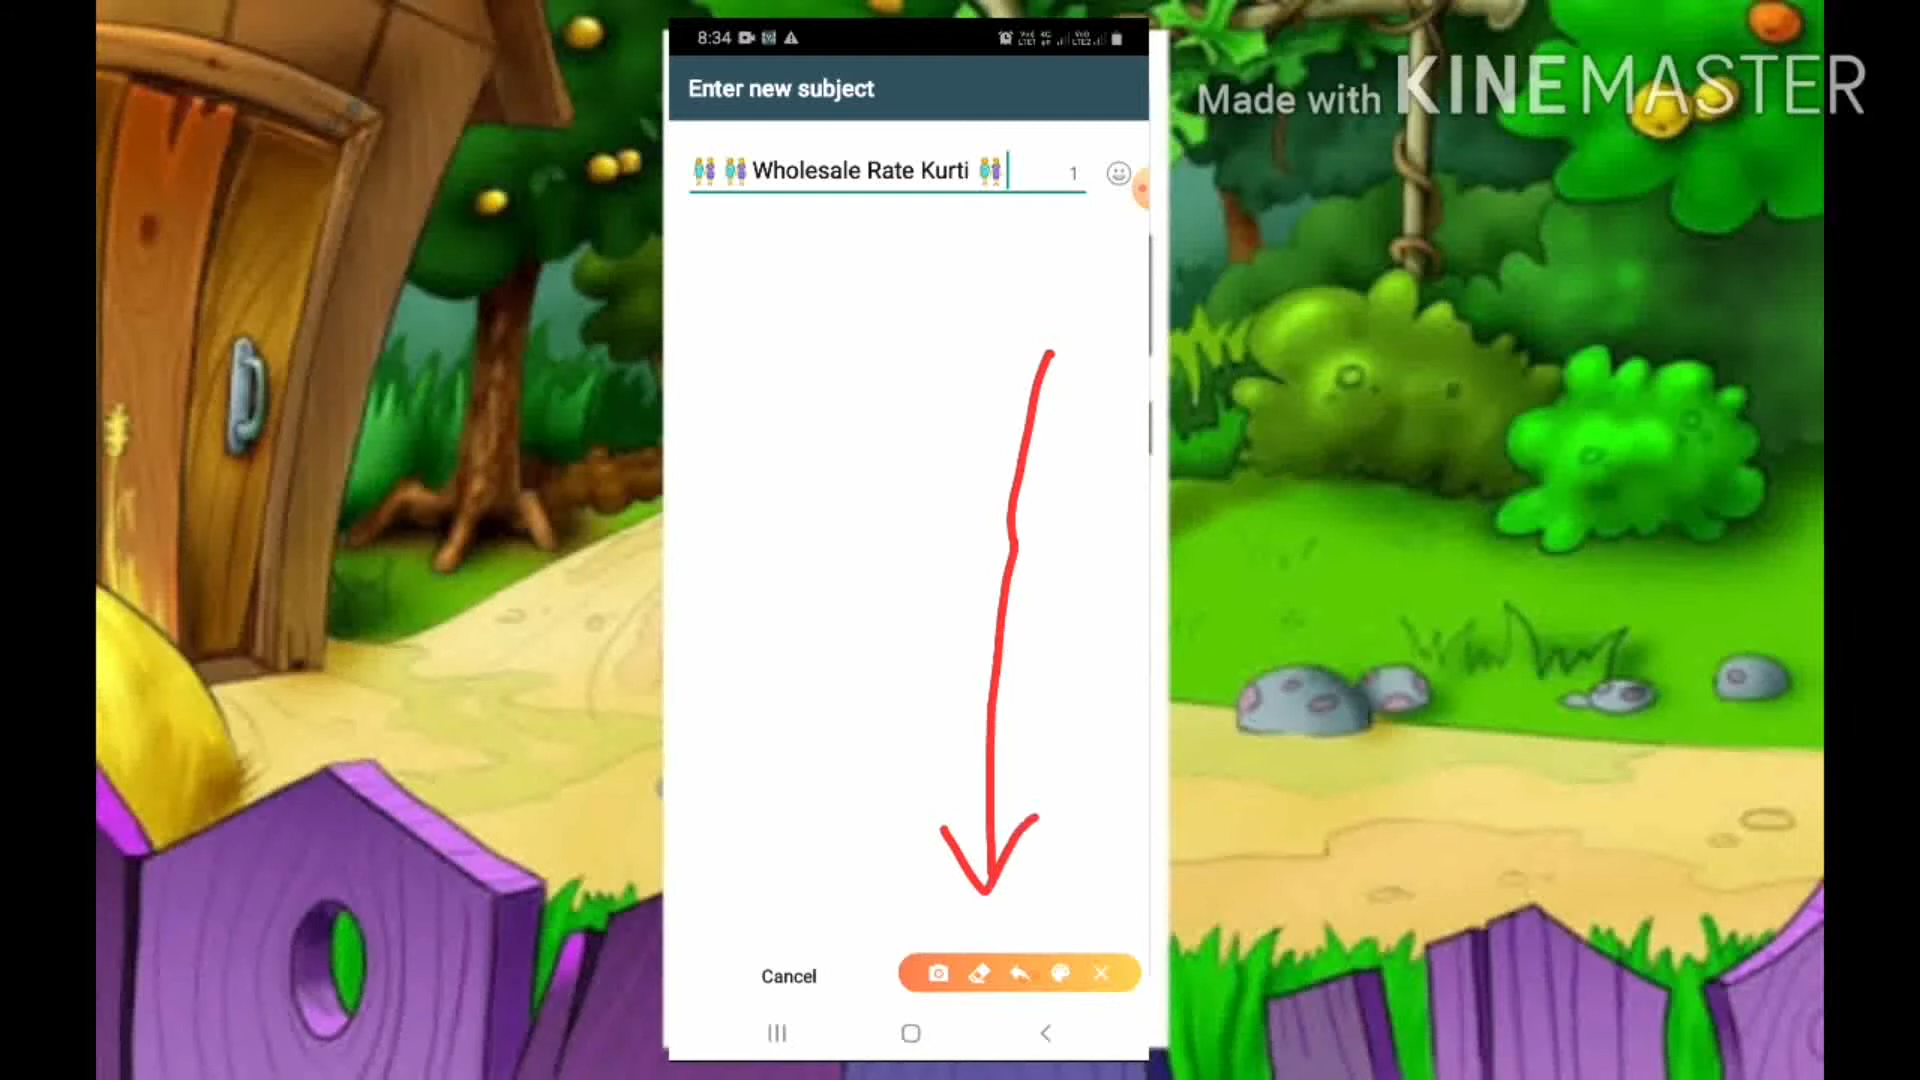 8:34
Made with KINEMASTER
Enter new subject
👭 👭 Wholesale Rate Kurti 👭 1
Cancel